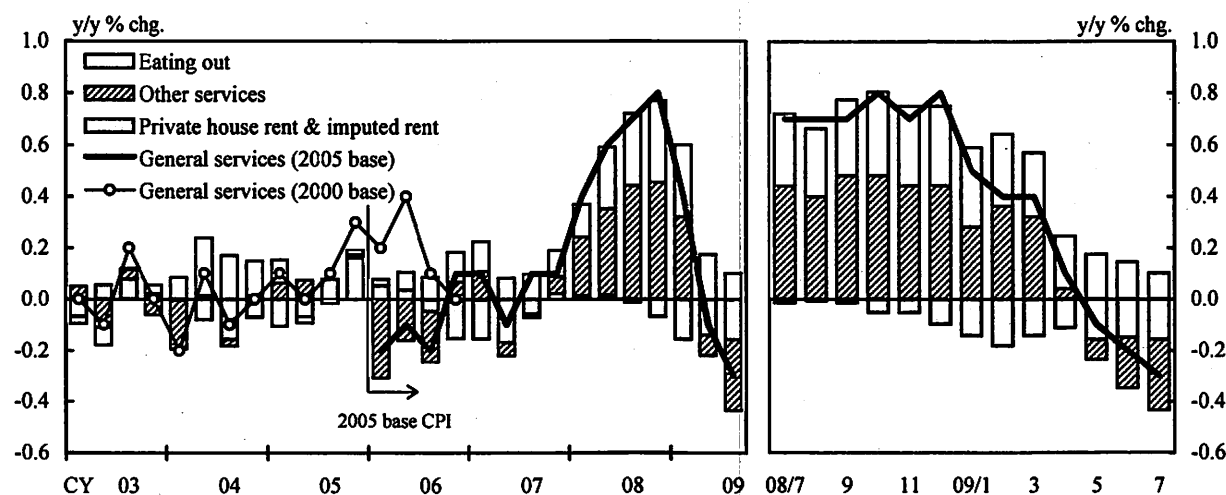 y/y % chg.
1.0
0.8
0.6
0.4
0.2
0.0
-0.2
-0.4
-0.6
Eating out
Other services
Private house rent & imputed rent
General services (2005 base)
General services (2000 base)
2005 base CPI
CY 03 04 05 06 07 08 09
y/y % chg.
1.0
0.8
0.6
0.4
0.2
0.0
-0.2
-0.4
-0.6
08/7 9 11 09/1 3 5 7